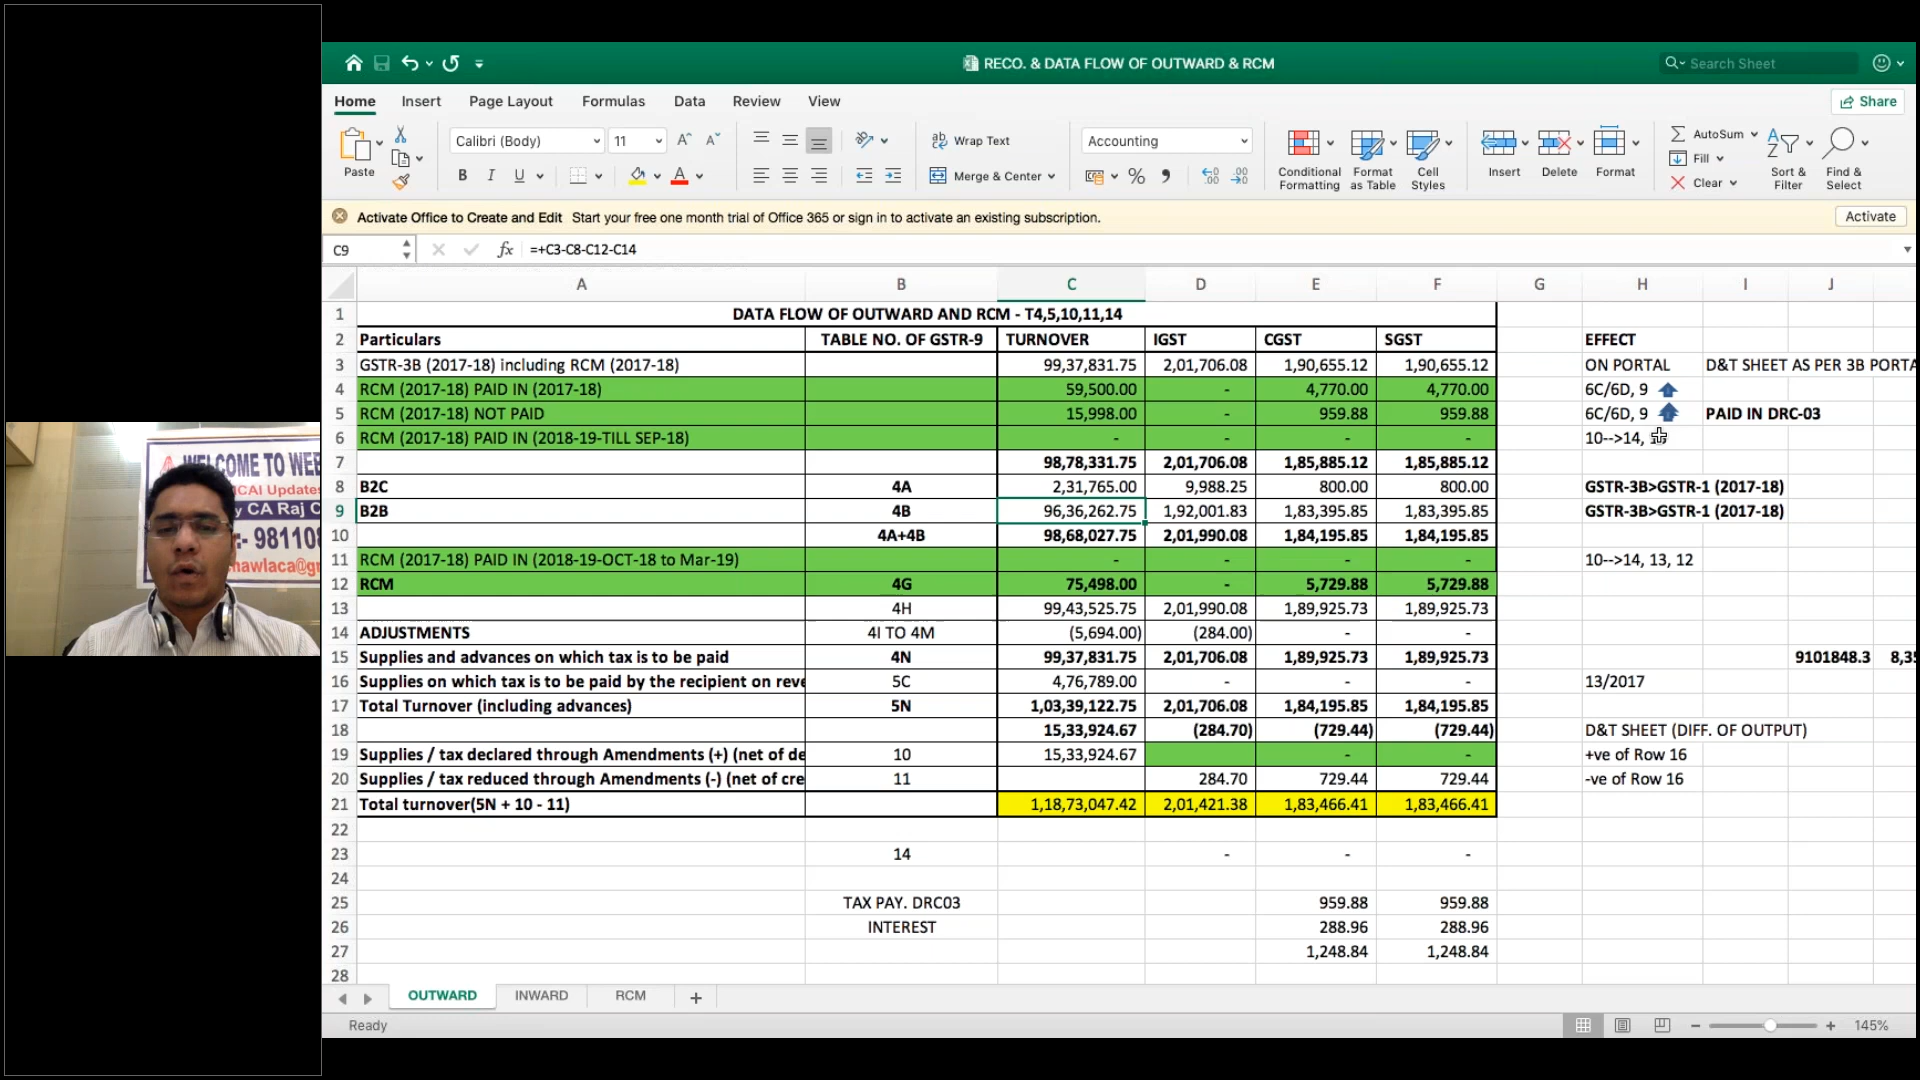 RECO. & DATA FLOW OF OUTWARD & RCM
Search Sheet
Home Insert Page Layout Formulas Data Review View
Share
Paste
Calibri (Body) 11
B I U
Wrap Text
Merge & Center
Accounting
Conditional Formatting
Format as Table
Cell Styles
Insert Delete Format
AutoSum
Fill
Clear
Sort & Filter
Find & Select
Activate Office to Create and Edit Start your free one month trial of Office 365 or sign in to activate an existing subscription.
Activate
C9 fx =+C3-C8-C12-C14
A B C D E F G H I J
1 DATA FLOW OF OUTWARD AND RCM - T4,5,10,11,14
2 Particulars TABLE NO. OF GSTR-9 TURNOVER IGST CGST SGST EFFECT
3 GSTR-3B (2017-18) including RCM (2017-18) 99,37,831.75 2,01,706.08 1,90,655.12 1,90,655.12 ON PORTAL D&T SHEET AS PER 3B PORTA
4 RCM (2017-18) PAID IN (2017-18) 59,500.00 - 4,770.00 4,770.00 6C/6D, 9
5 RCM (2017-18) NOT PAID 15,998.00 - 959.88 959.88 6C/6D, 9 PAID IN DRC-03
6 RCM (2017-18) PAID IN (2018-19-TILL SEP-18) - - - - 10-->14,
7 98,78,331.75 2,01,706.08 1,85,885.12 1,85,885.12
8 B2C 4A 2,31,765.00 9,988.25 800.00 800.00 GSTR-3B>GSTR-1 (2017-18)
9 B2B 4B 96,36,262.75 1,92,001.83 1,83,395.85 1,83,395.85 GSTR-3B>GSTR-1 (2017-18)
10 4A+4B 98,68,027.75 2,01,990.08 1,84,195.85 1,84,195.85
11 RCM (2017-18) PAID IN (2018-19-OCT-18 to Mar-19) - - - - 10-->14, 13, 12
12 RCM 4G 75,498.00 - 5,729.88 5,729.88
13 4H 99,43,525.75 2,01,990.08 1,89,925.73 1,89,925.73
14 ADJUSTMENTS 4I TO 4M (5,694.00) (284.00) - -
15 Supplies and advances on which tax is to be paid 4N 99,37,831.75 2,01,706.08 1,89,925.73 1,89,925.73 9101848.3 8,35
16 Supplies on which tax is to be paid by the recipient on reve 5C 4,76,789.00 - - - 13/2017
17 Total Turnover (including advances) 5N 1,03,39,122.75 2,01,706.08 1,84,195.85 1,84,195.85
18 15,33,924.67 (284.70) (729.44) (729.44) D&T SHEET (DIFF. OF OUTPUT)
19 Supplies / tax declared through Amendments (+) (net of de 10 15,33,924.67 - - +ve of Row 16
20 Supplies / tax reduced through Amendments (-) (net of cre 11 284.70 729.44 729.44 -ve of Row 16
21 Total turnover(5N + 10 - 11) 1,18,73,047.42 2,01,421.38 1,83,466.41 1,83,466.41
22
23 14 - - -
24
25 TAX PAY. DRC03 959.88 959.88
26 INTEREST 288.96 288.96
27 1,248.84 1,248.84
28
OUTWARD INWARD RCM +
Ready
145%
WELCOME TO WEB
ICAI Updates
y CA Raj C
:- 98110
hawlaca@g